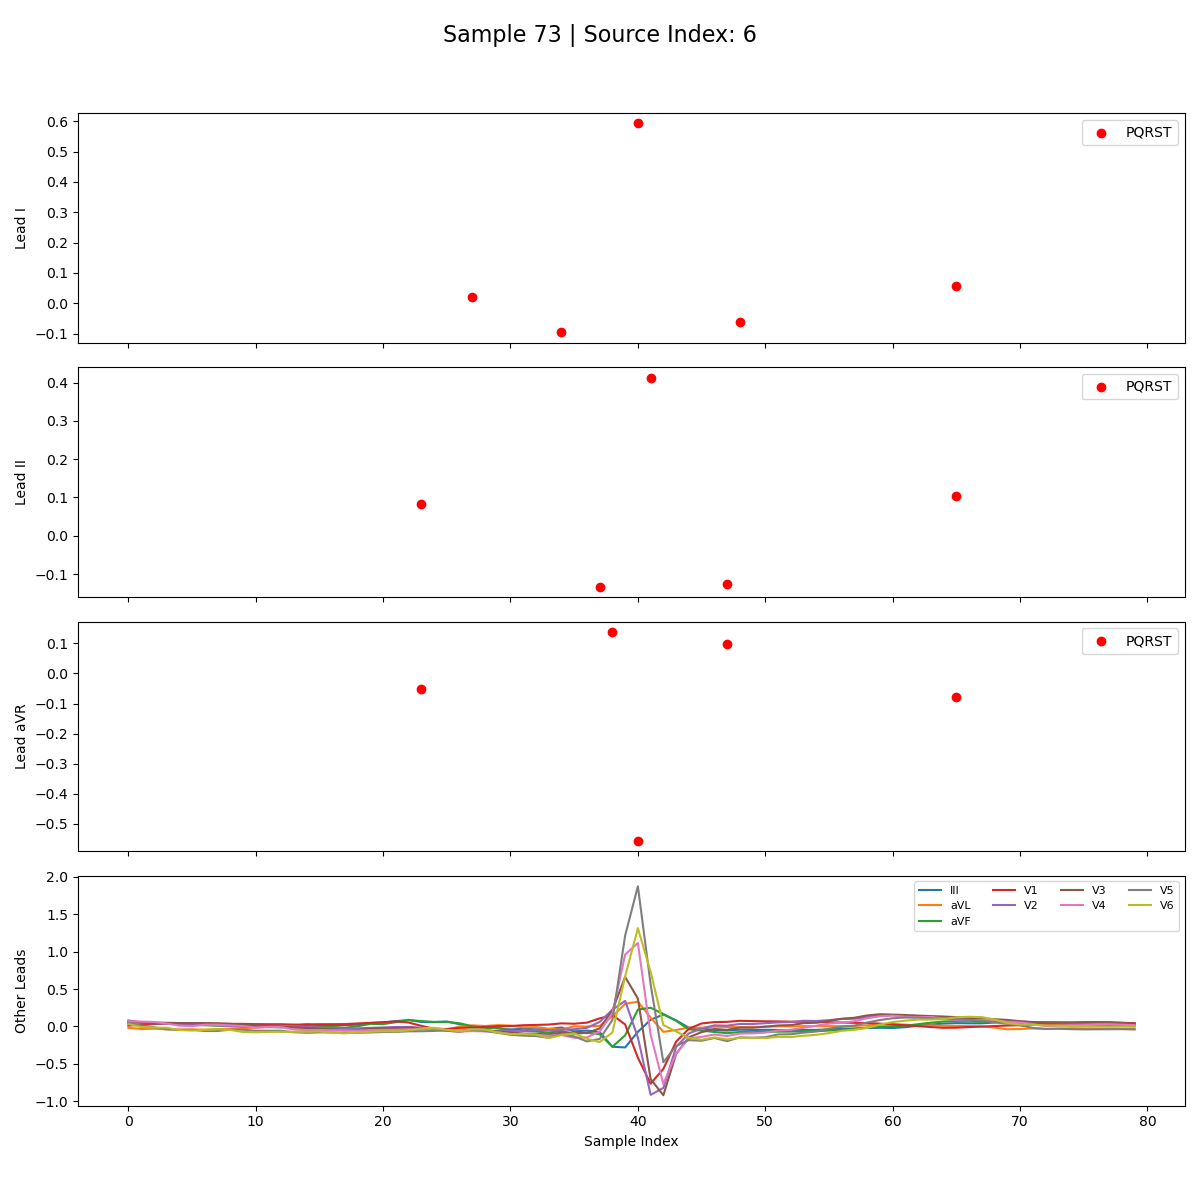 Sample 73 | Source Index: 6
0.6
0.5
0.4
0.3
0.2
0.1
0.0
−0.1
Lead I
PQRST
0.4
0.3
0.2
0.1
0.0
−0.1
Lead II
PQRST
0.1
0.0
−0.1
−0.2
−0.3
−0.4
−0.5
Lead aVR
PQRST
2.0
1.5
1.0
0.5
0.0
−0.5
−1.0
Other Leads
III V1 V3 V5
aVL V2 V4 V6
aVF
0 10 20 30 40 50 60 70 80
Sample Index